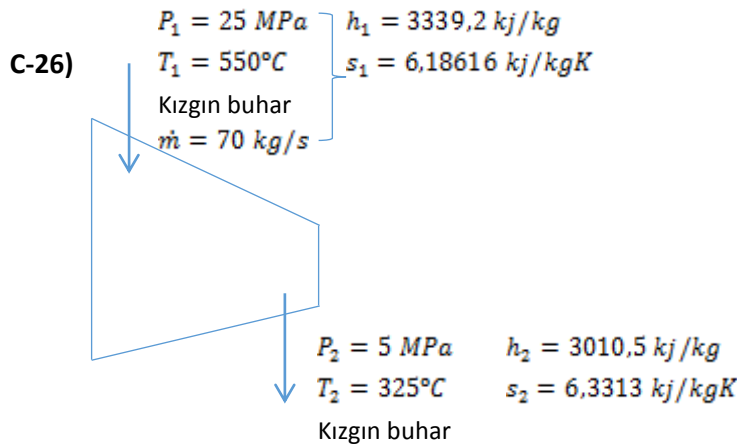 P₁ = 25 MPa h₁ = 3339,2 kj/kg
C-26) T₁ = 550°C s₁ = 6,18616 kj/kgK
Kızgın buhar
ṁ = 70 kg/s
P₂ = 5 MPa h₂ = 3010,5 kj/kg
T₂ = 325°C s₂ = 6,3313 kj/kgK
Kızgın buhar